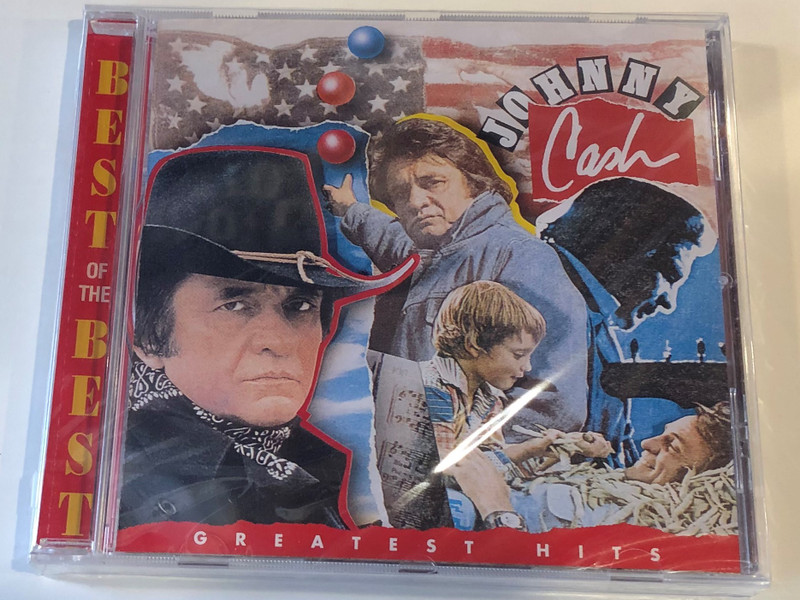 BEST
OF
THE
BEST
JOHNNY
Cash
GREATEST HITS